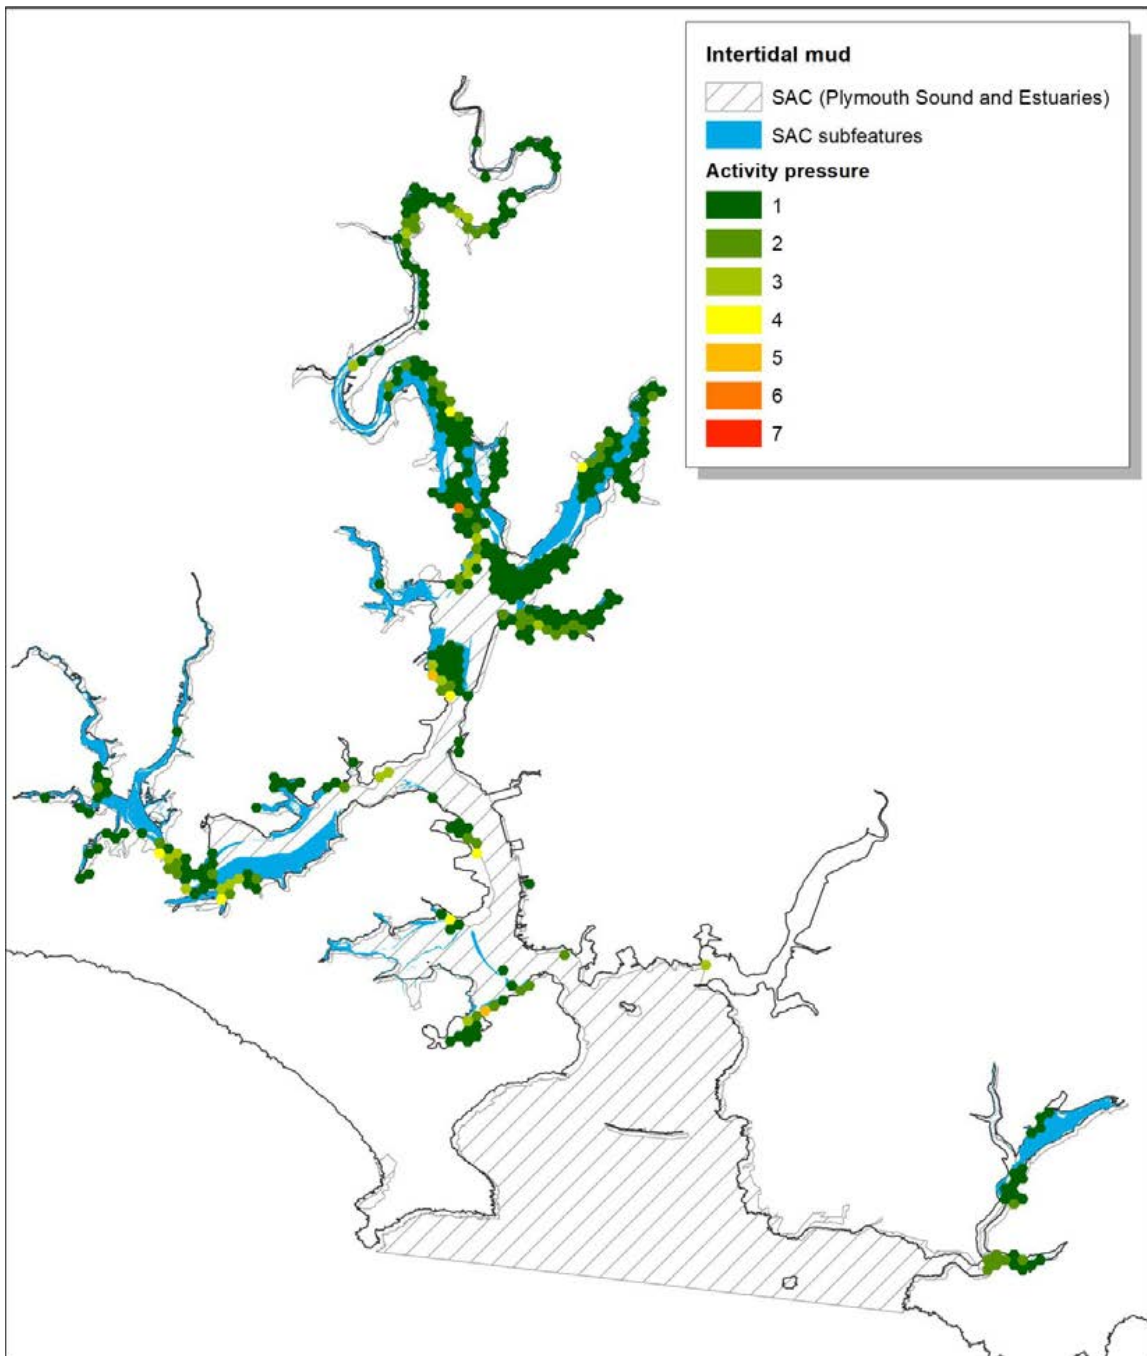 Intertidal mud
SAC (Plymouth Sound and Estuaries)
SAC subfeatures
Activity pressure
1
2
3
4
5
6
7